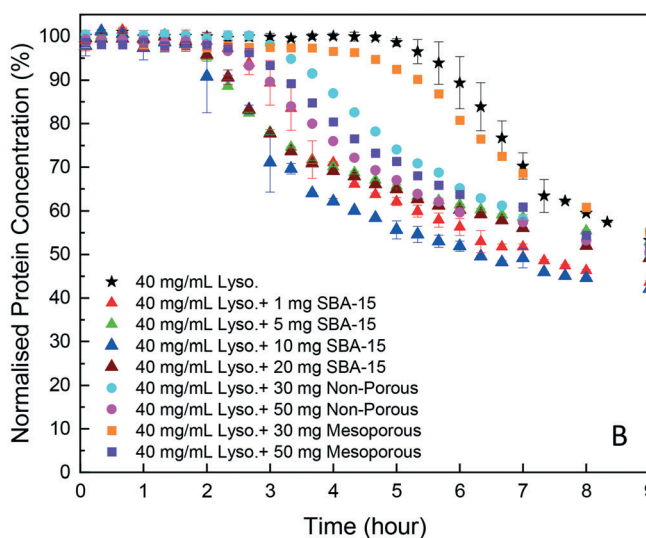 Normalised Protein Concentration (%)
100
90
80
70
60
50
40
30
20
10
0
40 mg/mL Lyso.
40 mg/mL Lyso.+ 1 mg SBA-15
40 mg/mL Lyso.+ 5 mg SBA-15
40 mg/mL Lyso.+ 10 mg SBA-15
40 mg/mL Lyso.+ 20 mg SBA-15
40 mg/mL Lyso.+ 30 mg Non-Porous
40 mg/mL Lyso.+ 50 mg Non-Porous
40 mg/mL Lyso.+ 30 mg Mesoporous
40 mg/mL Lyso.+ 50 mg Mesoporous
B
0 1 2 3 4 5 6 7 8 9
Time (hour)